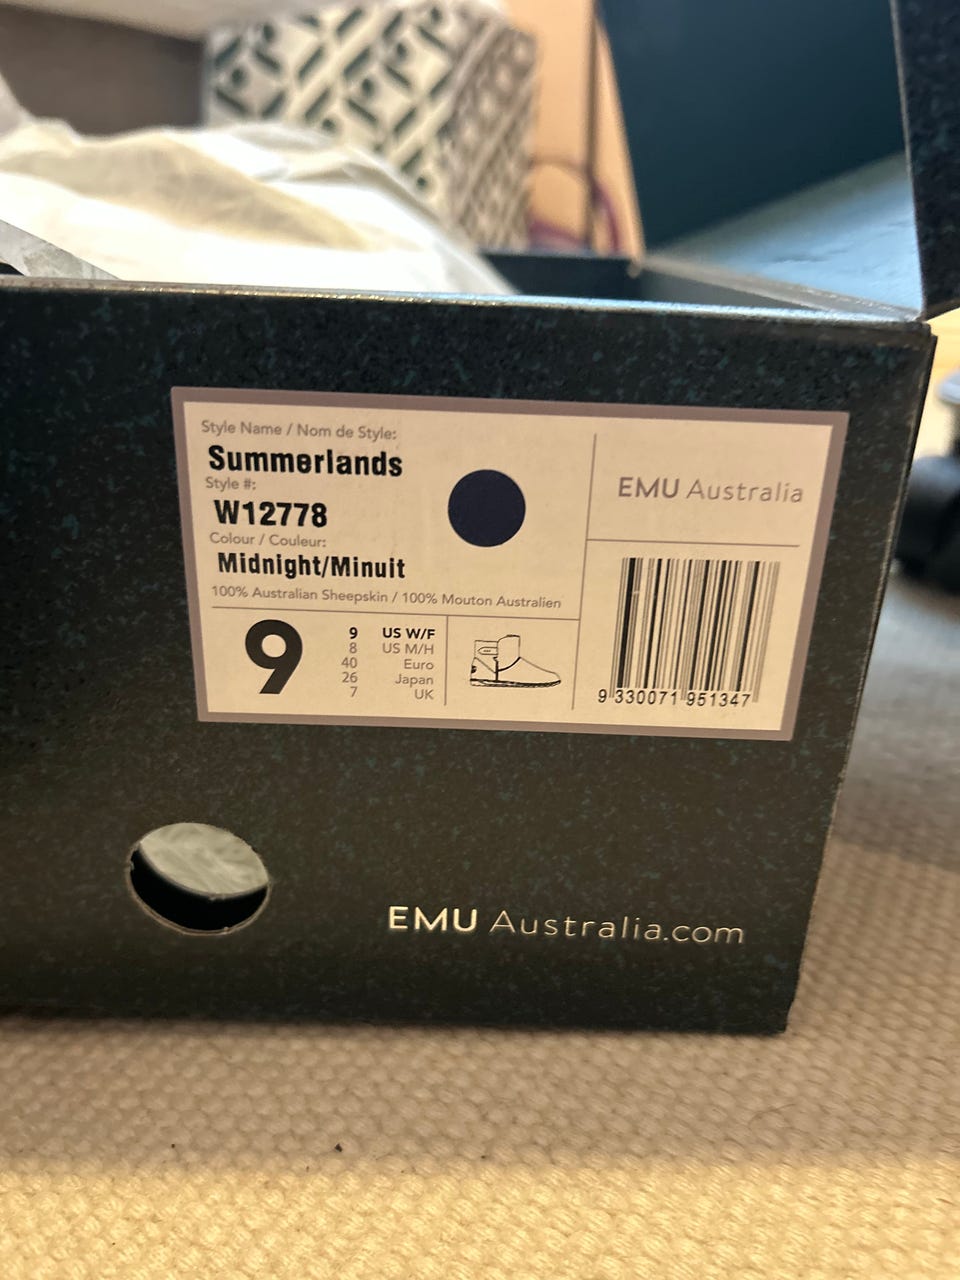 Style Name / Nom de Style:
Summerlands
Style #:
W12778
Colour / Couleur:
Midnight/Minuit
100% Australian Sheepskin / 100% Mouton Australien
9
9 US W/F
8 US M/H
40 Euro
26 Japan
7 UK
EMU Australia
9 330071 951347
EMU Australia.com